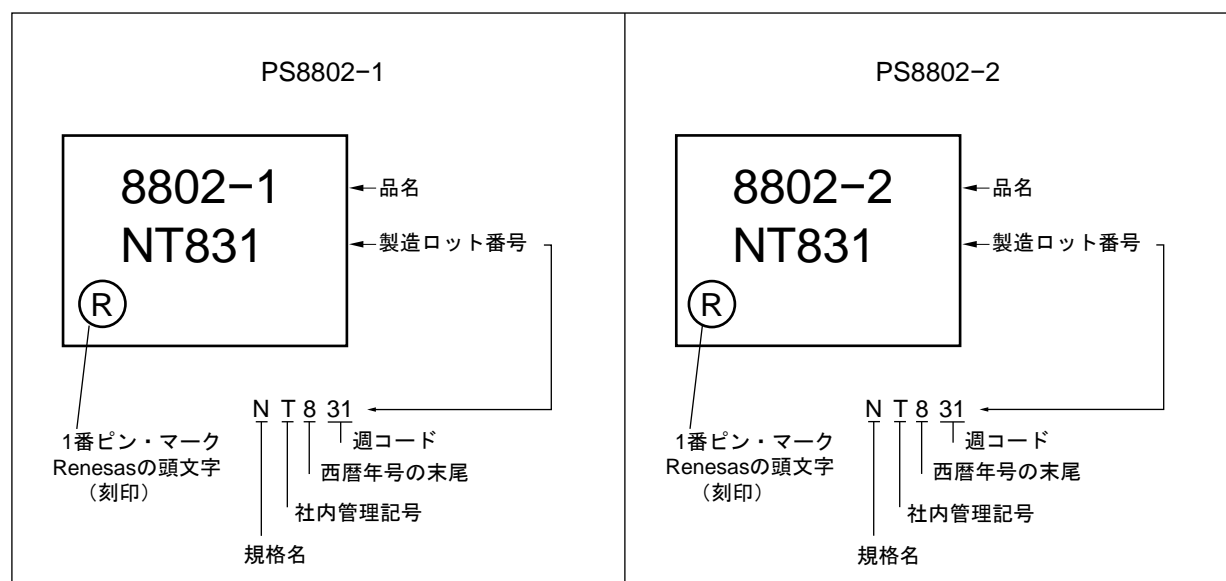 PS8802−1
8802−1
NT831
R
品名
製造ロット番号
N T 8 31
週コード
西暦年号の末尾
社内管理記号
規格名
1番ピン・マーク
Renesasの頭文字
（刻印）
PS8802−2
8802−2
NT831
R
品名
製造ロット番号
N T 8 31
週コード
西暦年号の末尾
社内管理記号
規格名
1番ピン・マーク
Renesasの頭文字
（刻印）